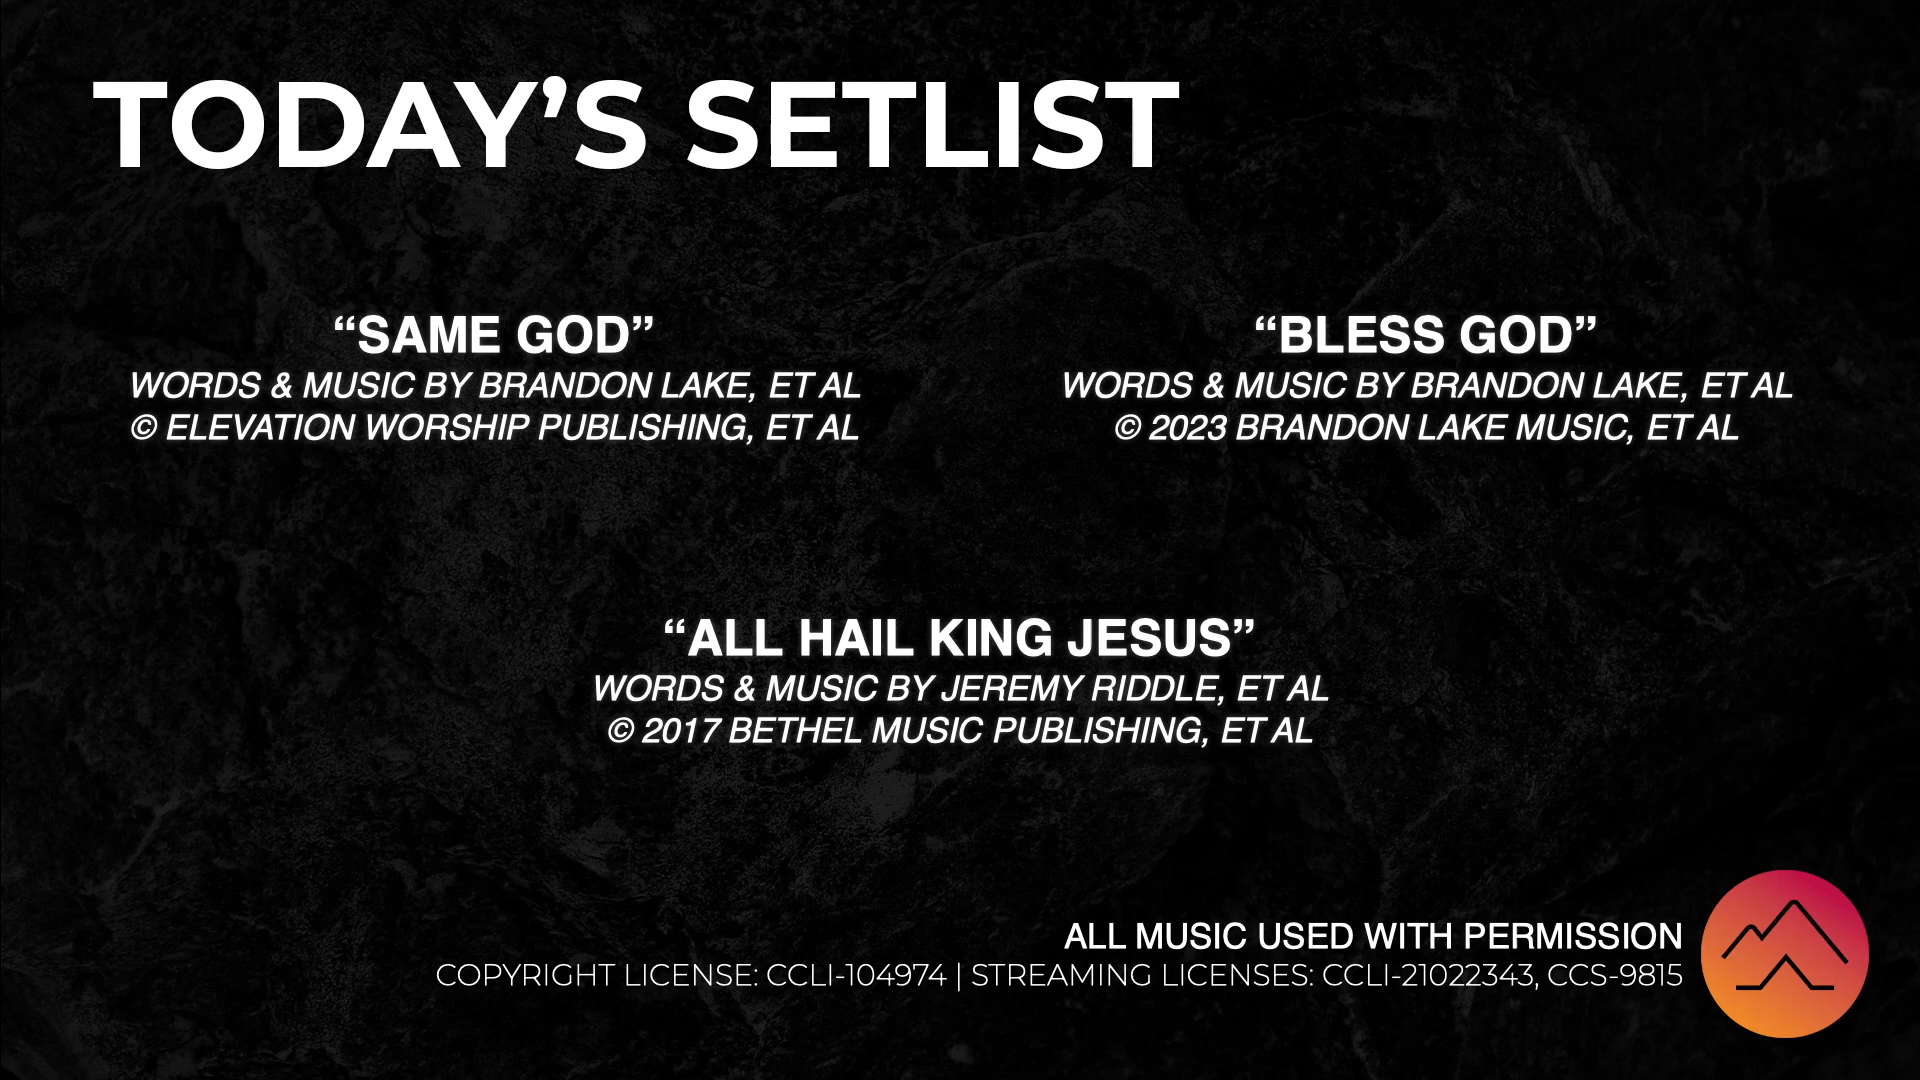 TODAY’S SETLIST
“SAME GOD”
WORDS & MUSIC BY BRANDON LAKE, ET AL
© ELEVATION WORSHIP PUBLISHING, ET AL
“BLESS GOD”
WORDS & MUSIC BY BRANDON LAKE, ET AL
© 2023 BRANDON LAKE MUSIC, ET AL
“ALL HAIL KING JESUS”
WORDS & MUSIC BY JEREMY RIDDLE, ET AL
© 2017 BETHEL MUSIC PUBLISHING, ET AL
ALL MUSIC USED WITH PERMISSION
COPYRIGHT LICENSE: CCLI-104974 | STREAMING LICENSES: CCLI-21022343, CCS-9815